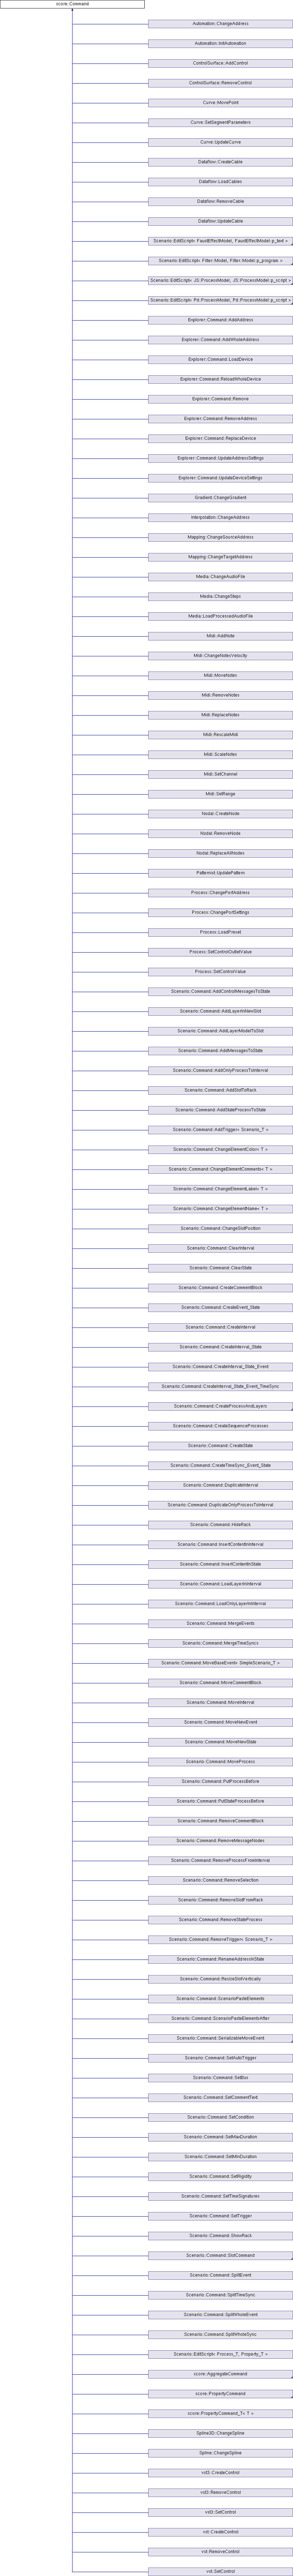 score::Command
Automation::ChangeAddress
Automation::InitAutomation
ControlSurface::AddControl
ControlSurface::RemoveControl
Curve::MovePoint
Curve::SetSegmentParameters
Curve::UpdateCurve
Dataflow::CreateCable
Dataflow::LoadCables
Dataflow::RemoveCable
Dataflow::UpdateCable
Scenario::EditScript< FaustEffectModel, FaustEffectModel::p_text >
Scenario::EditScript< Filter::Model, Filter::Model::p_program >
Scenario::EditScript< JS::ProcessModel, JS::ProcessModel::p_script >
Scenario::EditScript< Pd::ProcessModel, Pd::ProcessModel::p_script >
Explorer::Command::AddAddress
Explorer::Command::AddWholeAddress
Explorer::Command::LoadDevice
Explorer::Command::ReloadWholeDevice
Explorer::Command::Remove
Explorer::Command::RemoveAddress
Explorer::Command::ReplaceDevice
Explorer::Command::UpdateAddressSettings
Explorer::Command::UpdateDeviceSettings
Gradient::ChangeGradient
Interpolation::ChangeAddress
Mapping::ChangeSourceAddress
Mapping::ChangeTargetAddress
Media::ChangeAudioFile
Media::ChangeSteps
Media::LoadProcessedAudioFile
Midi::AddNote
Midi::ChangeNotesVelocity
Midi::MoveNotes
Midi::RemoveNotes
Midi::ReplaceNotes
Midi::RescaleMidi
Midi::ScaleNotes
Midi::SetChannel
Midi::SetRange
Nodal::CreateNode
Nodal::RemoveNode
Nodal::ReplaceAllNodes
Patternist::UpdatePattern
Process::ChangePortAddress
Process::ChangePortSettings
Process::LoadPreset
Process::SetControlOutletValue
Process::SetControlValue
Scenario::Command::AddControlMessagesToState
Scenario::Command::AddLayerInNewSlot
Scenario::Command::AddLayerModelToSlot
Scenario::Command::AddMessagesToState
Scenario::Command::AddOnlyProcessToInterval
Scenario::Command::AddSlotToRack
Scenario::Command::AddStateProcessToState
Scenario::Command::AddTrigger< Scenario_T >
Scenario::Command::ChangeElementColor< T >
Scenario::Command::ChangeElementComments< T >
Scenario::Command::ChangeElementLabel< T >
Scenario::Command::ChangeElementName< T >
Scenario::Command::ChangeSlotPosition
Scenario::Command::ClearInterval
Scenario::Command::ClearState
Scenario::Command::CreateCommentBlock
Scenario::Command::CreateEvent_State
Scenario::Command::CreateInterval
Scenario::Command::CreateInterval_State
Scenario::Command::CreateInterval_State_Event
Scenario::Command::CreateInterval_State_Event_TimeSync
Scenario::Command::CreateProcessAndLayers
Scenario::Command::CreateSequenceProcesses
Scenario::Command::CreateState
Scenario::Command::CreateTimeSync_Event_State
Scenario::Command::DuplicateInterval
Scenario::Command::DuplicateOnlyProcessToInterval
Scenario::Command::HideRack
Scenario::Command::InsertContentInInterval
Scenario::Command::InsertContentInState
Scenario::Command::LoadLayerInInterval
Scenario::Command::LoadOnlyLayerInInterval
Scenario::Command::MergeEvents
Scenario::Command::MergeTimeSyncs
Scenario::Command::MoveBaseEvent< SimpleScenario_T >
Scenario::Command::MoveCommentBlock
Scenario::Command::MoveInterval
Scenario::Command::MoveNewEvent
Scenario::Command::MoveNewState
Scenario::Command::MoveProcess
Scenario::Command::PutProcessBefore
Scenario::Command::PutStateProcessBefore
Scenario::Command::RemoveCommentBlock
Scenario::Command::RemoveMessageNodes
Scenario::Command::RemoveProcessFromInterval
Scenario::Command::RemoveSelection
Scenario::Command::RemoveSlotFromRack
Scenario::Command::RemoveStateProcess
Scenario::Command::RemoveTrigger< Scenario_T >
Scenario::Command::RenameAddressInState
Scenario::Command::ResizeSlotVertically
Scenario::Command::ScenarioPasteElements
Scenario::Command::ScenarioPasteElementsAfter
Scenario::Command::SerializableMoveEvent
Scenario::Command::SetAutoTrigger
Scenario::Command::SetBus
Scenario::Command::SetCommentText
Scenario::Command::SetCondition
Scenario::Command::SetMaxDuration
Scenario::Command::SetMinDuration
Scenario::Command::SetRigidity
Scenario::Command::SetTimeSignatures
Scenario::Command::SetTrigger
Scenario::Command::ShowRack
Scenario::Command::SlotCommand
Scenario::Command::SplitEvent
Scenario::Command::SplitTimeSync
Scenario::Command::SplitWholeEvent
Scenario::Command::SplitWholeSync
Scenario::EditScript< Process_T, Property_T >
score::AggregateCommand
score::PropertyCommand
score::PropertyCommand_T< T >
Spline3D::ChangeSpline
Spline::ChangeSpline
vst3::CreateControl
vst3::RemoveControl
vst3::SetControl
vst::CreateControl
vst::RemoveControl
vst::SetControl